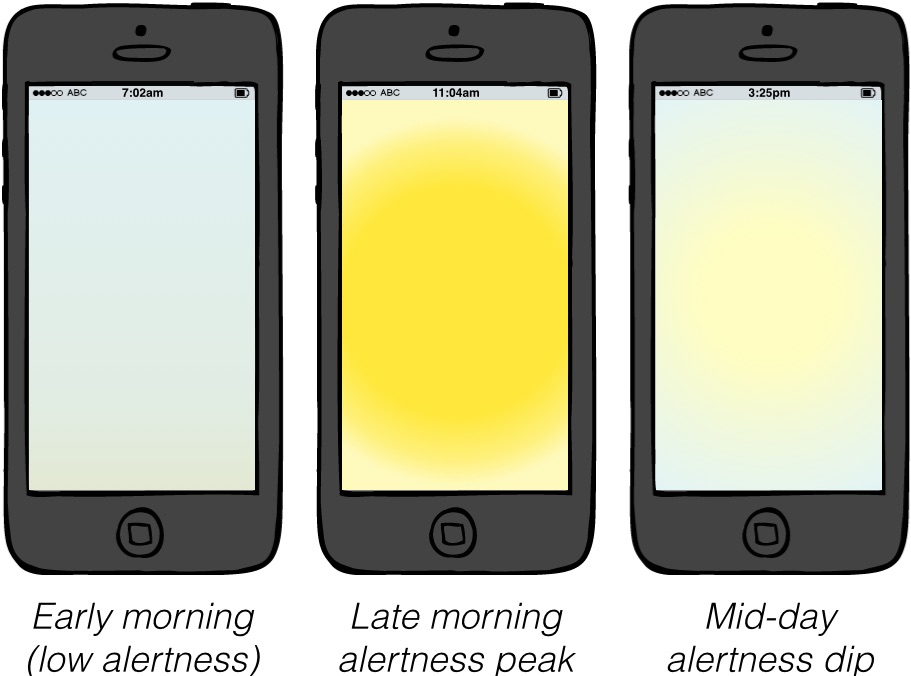 ABC 7:02am
ABC 11:04am
ABC 3:25pm
Early morning
(low alertness)
Late morning
alertness peak
Mid-day
alertness dip